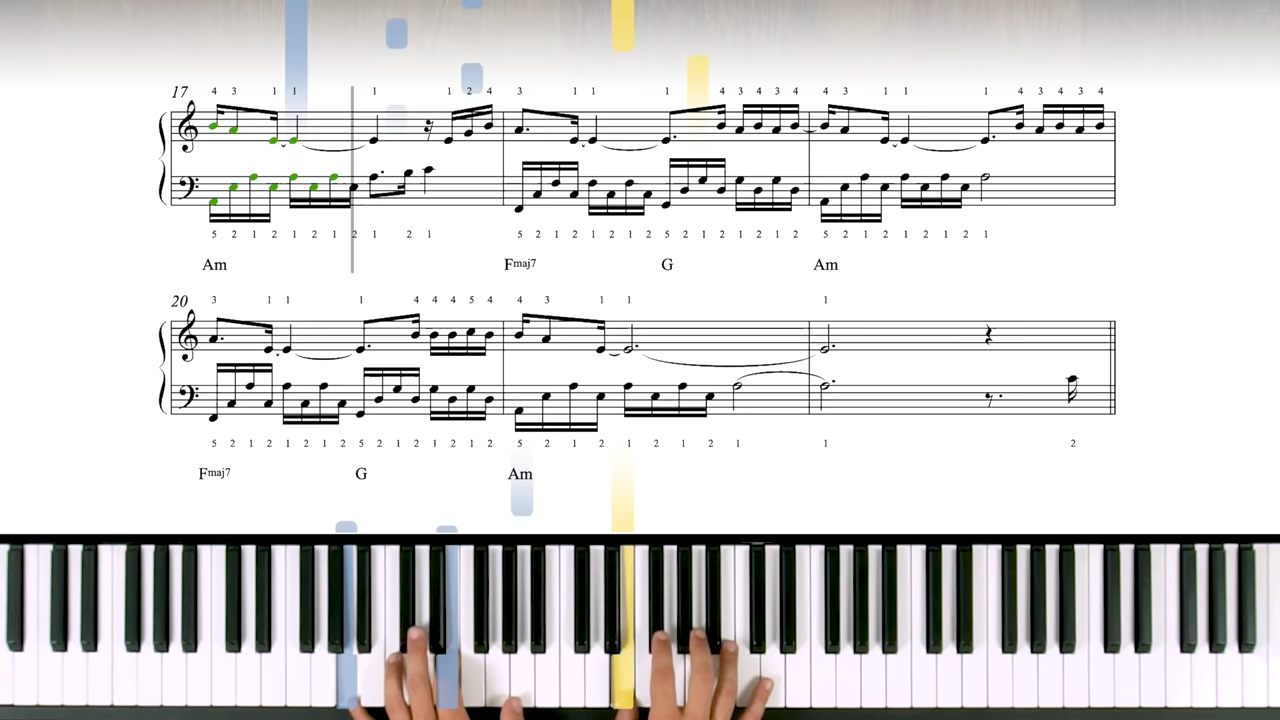 17 4 3 1 1 1 1 2 4 3 1 1 1 4 3 4 3 4 4 3 1 1 1 4 3 4 3 4
5 2 1 2 1 2 1 2 1 2 1 5 2 1 2 1 2 1 2 5 2 1 2 1 2 1 2 5 2 1 2 1 2 1 2 1
Am Fmaj7 G Am
20 3 1 1 1 4 4 4 5 4 4 3 1 1 1
5 2 1 2 1 2 1 2 5 2 1 2 1 2 1 2 5 2 1 2 1 2 1 2 1 1 2
Fmaj7 G Am